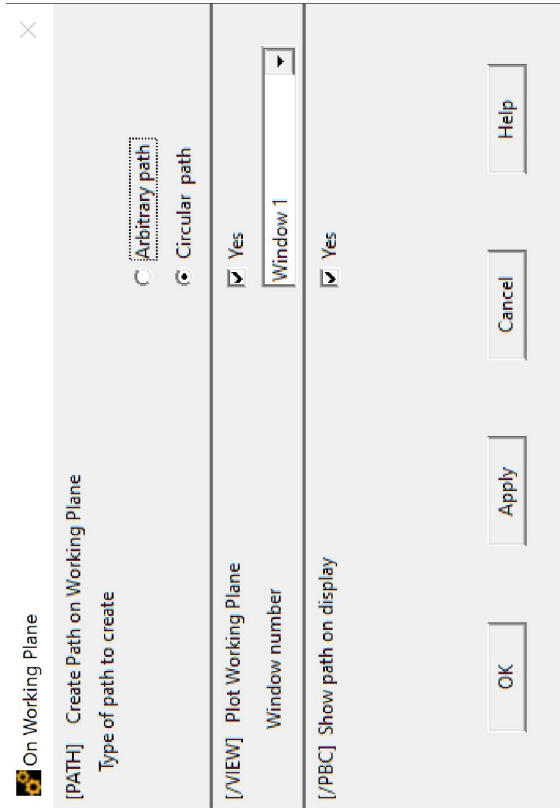 On Working Plane
[PATH] Create Path on Working Plane
Type of path to create
Arbitrary path
Circular path
[/VIEW] Plot Working Plane
Yes
Window number
Window 1
[/PBC] Show path on display
Yes
OK
Apply
Cancel
Help